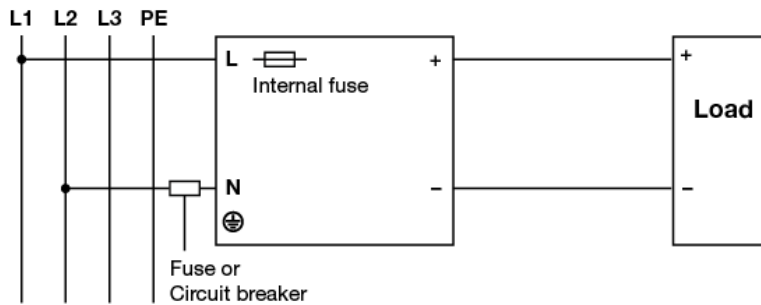 L1 L2 L3 PE
L
Internal fuse
+
+
Load
N
−
−
Fuse or
Circuit breaker